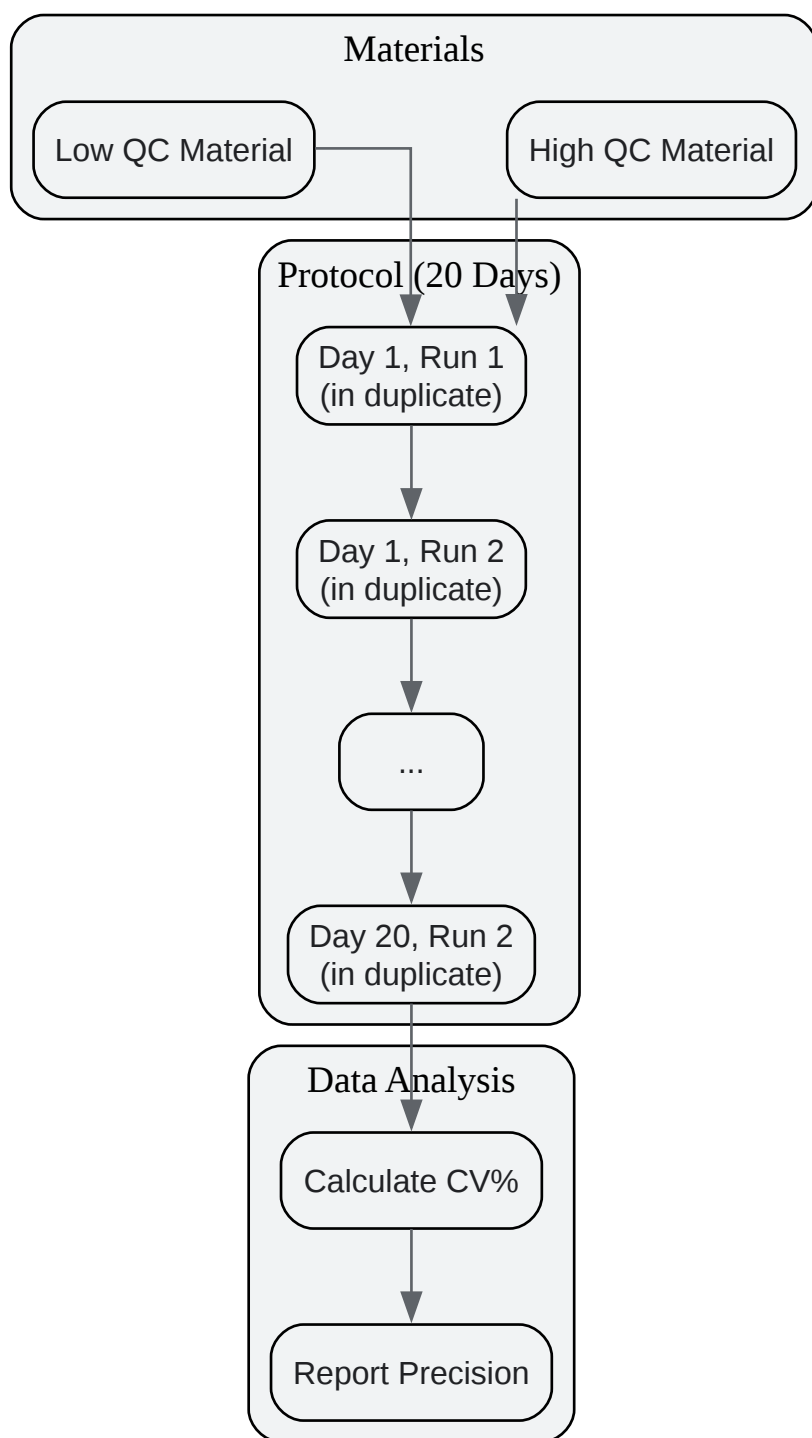 Materials
Low QC Material
High QC Material
Protocol (20 Days)
Day 1, Run 1
(in duplicate)
Day 1, Run 2
(in duplicate)
...
Day 20, Run 2
(in duplicate)
Data Analysis
Calculate CV%
Report Precision